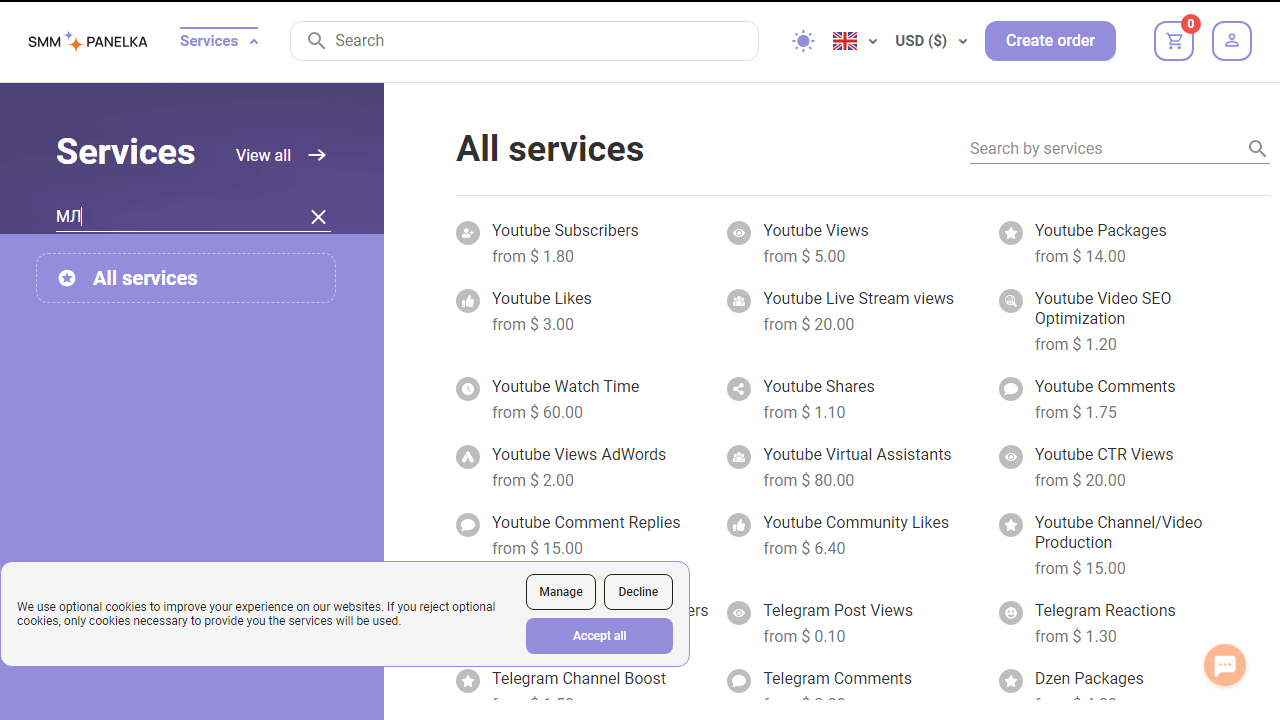 SMM PANELKA
Services
Search
USD ($)
Create order
0
Services
View all
МЛ
All services
All services
Search by services
Youtube Subscribers
from $ 1.80
Youtube Views
from $ 5.00
Youtube Packages
from $ 14.00
Youtube Likes
from $ 3.00
Youtube Live Stream views
from $ 20.00
Youtube Video SEO
Optimization
from $ 1.20
Youtube Watch Time
from $ 60.00
Youtube Shares
from $ 1.10
Youtube Comments
from $ 1.75
Youtube Views AdWords
from $ 2.00
Youtube Virtual Assistants
from $ 80.00
Youtube CTR Views
from $ 20.00
Youtube Comment Replies
from $ 15.00
Youtube Community Likes
from $ 6.40
Youtube Channel/Video
Production
from $ 15.00
Telegram Post Views
from $ 0.10
Telegram Reactions
from $ 1.30
Telegram Channel Boost
Telegram Comments
Dzen Packages
We use optional cookies to improve your experience on our websites. If you reject optional
cookies, only cookies necessary to provide you the services will be used.
Manage
Decline
Accept all